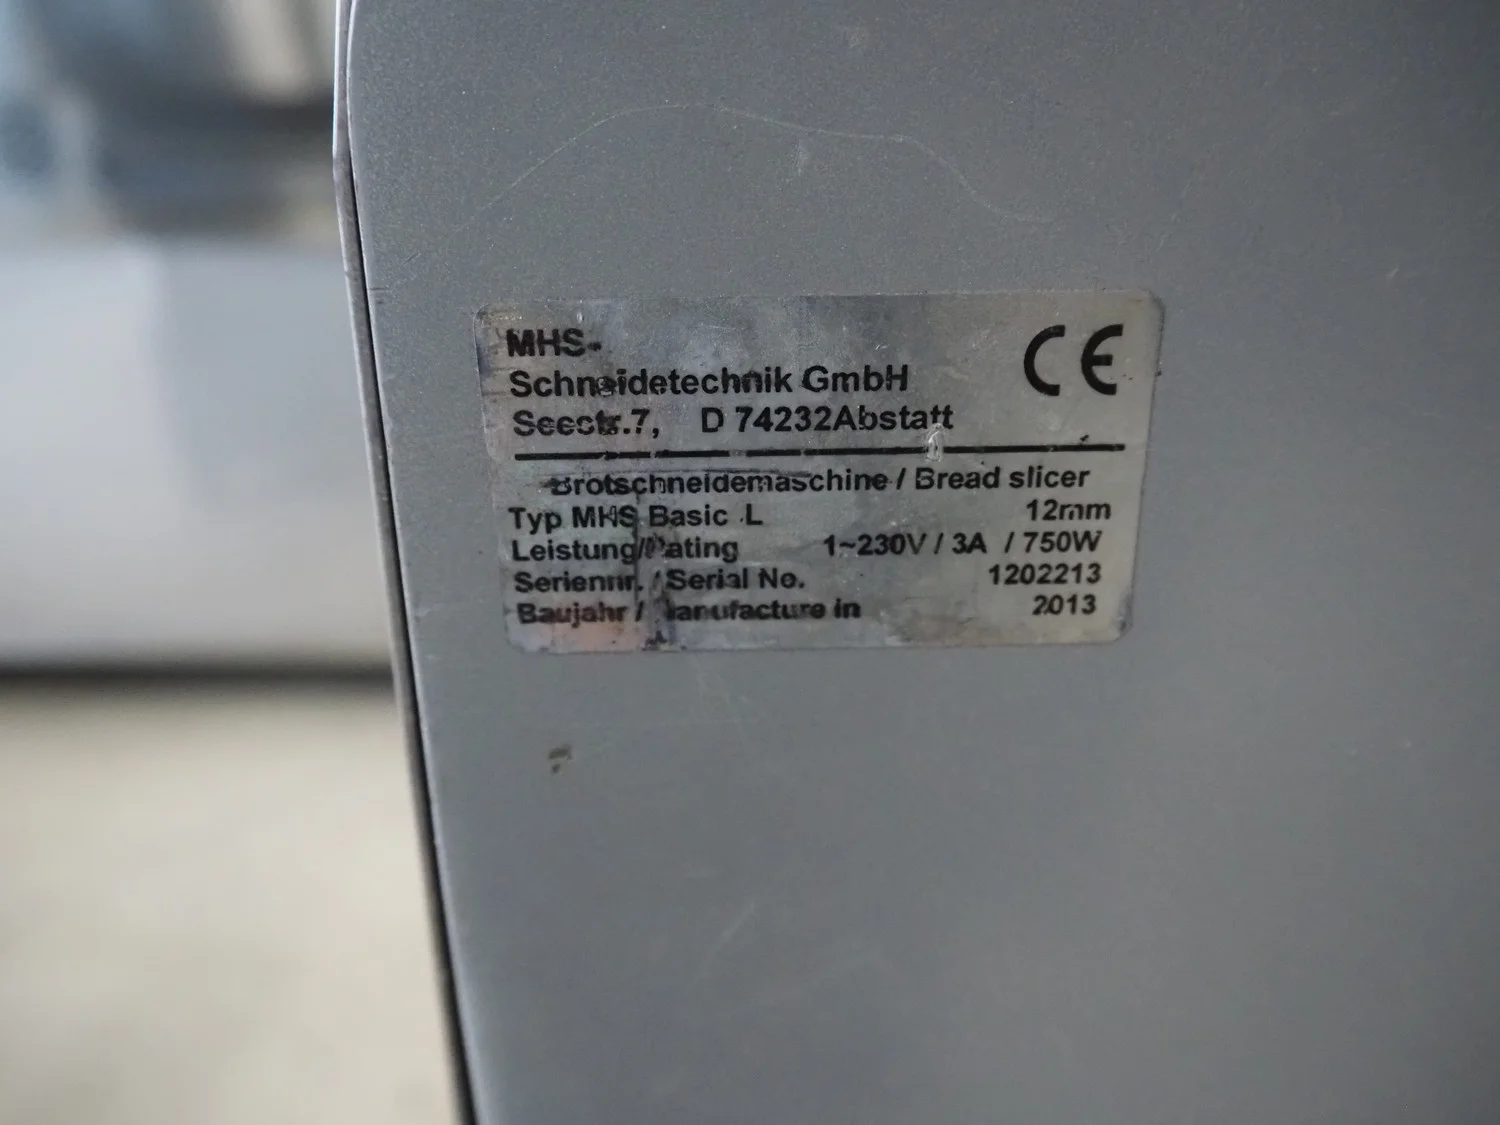 MHS-
CE
Schneidetechnik GmbH
Seestr.7, D 74232Abstatt
Brotschneidemaschine / Bread slicer
Typ MHS Basic L 12mm
Leistung/Rating 1~230V / 3A / 750W
Seriennr. / Serial No. 1202213
Baujahr / Manufacture in 2013